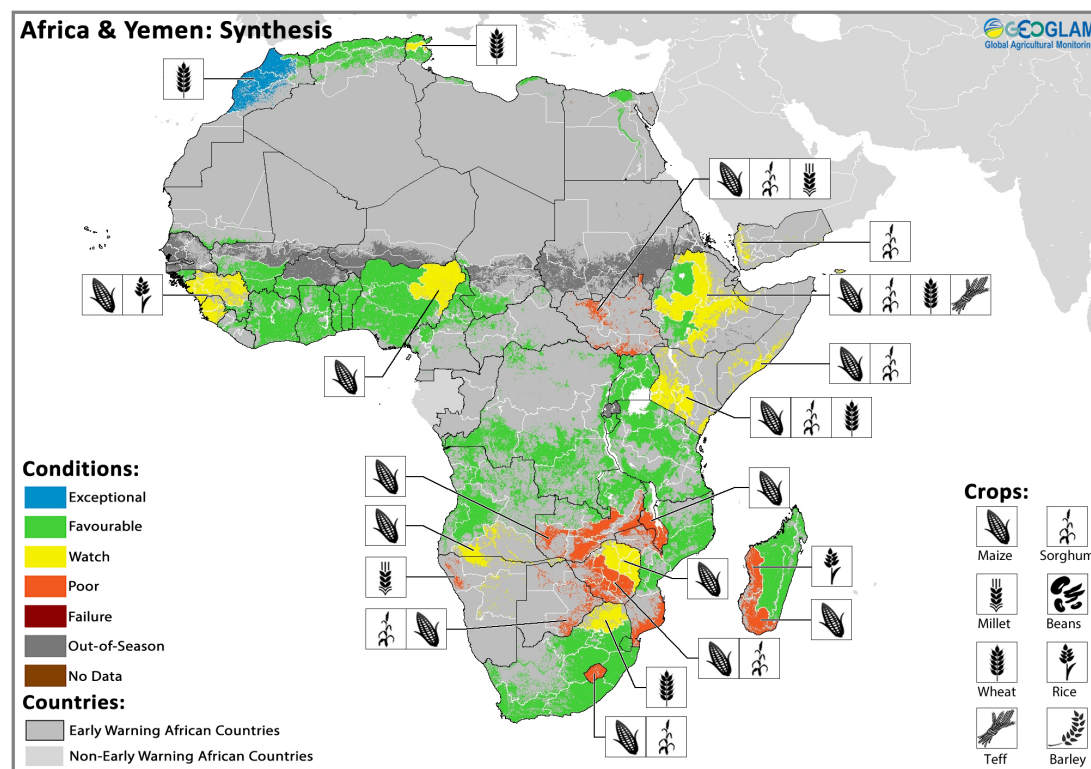 Africa & Yemen: Synthesis
GEOGLAM
Global Agricultural Monitorin
Conditions:
Exceptional
Favourable
Watch
Poor
Failure
Out-of-Season
No Data
Countries:
Early Warning African Countries
Non-Early Warning African Countries
Crops:
Maize
Sorghum
Millet
Beans
Wheat
Rice
Teff
Barley